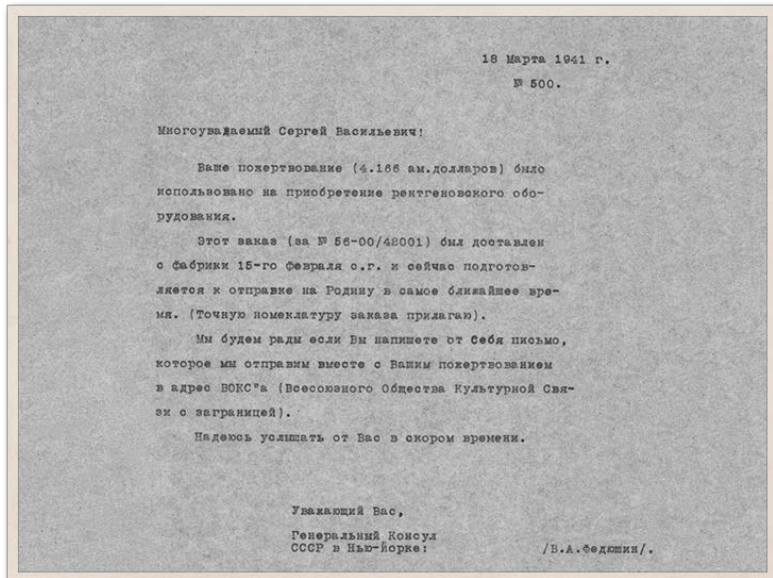 18 Марта 1941 г.
№ 500.
Многоуважаемый Сергей Васильевич!
Ваше пожертвование (4.166 ам.долларов) было
использовано на приобретение рентгеновского обо-
рудования.
Этот заказ (за № 56-00/42001) был доставлен
с фабрики 15-го февраля с.г. и сейчас подготов-
ляется к отправке на Родину в самое ближайшее вре-
мя. (Точную номеклатуру заказа прилагаю).
Мы будем рады если Вы напишете от Себя письмо,
которое мы отправим вместе с Вашим пожертвованием
в адрес ВОКС"а (Всесоюзного Общества Культурной Свя-
зи с заграницей).
Надеюсь услышать от Вас в скором времени.
Уважающий Вас,
Генеральный Консул
СССР в Нью-Йорке: /В.А.Федюшин/.